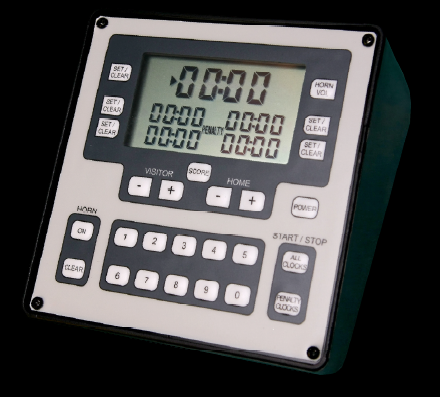 SET / CLEAR
00:00
HORN VOL
SET / CLEAR
00:00
00:00
SET / CLEAR
SET / CLEAR
00:00
PENALTY
00:00
SET / CLEAR
VISITOR
SCORE
HOME
- +
- +
POWER
HORN
ON
CLEAR
1 2 3 4 5
6 7 8 9 0
START / STOP
ALL CLOCKS
PENALTY CLOCKS